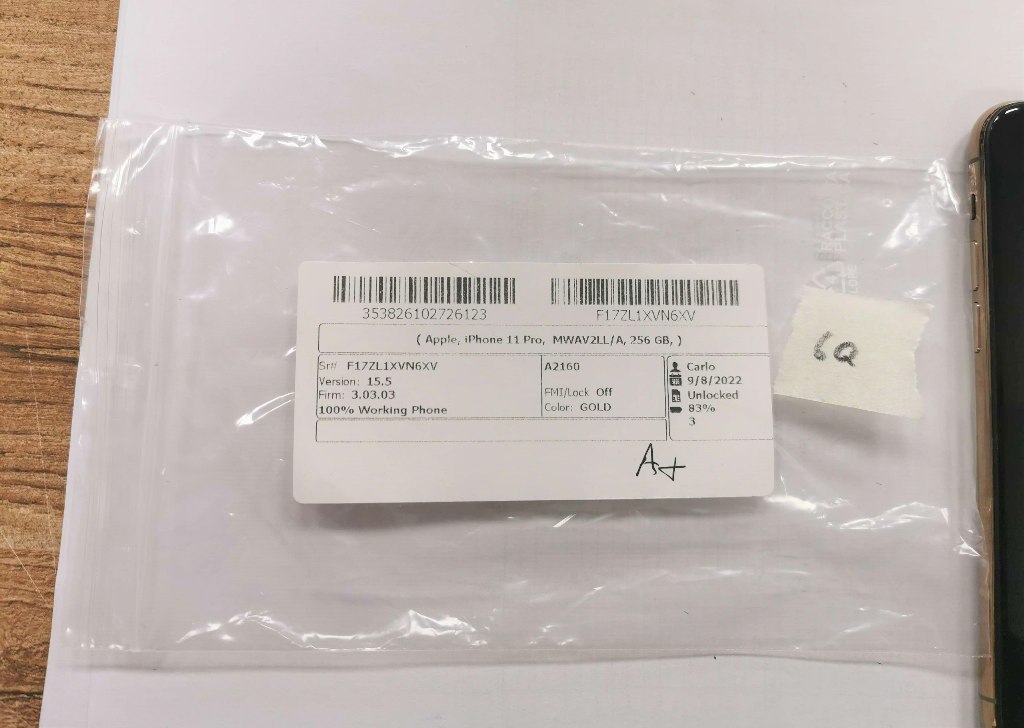 353826102726123
F17ZL1XVN6XV
( Apple, iPhone 11 Pro, MWAV2LL/A, 256 GB, )
Sr# F17ZL1XVN6XV
Version: 15.5
Firm: 3.03.03
100% Working Phone
A2160
FMI/Lock Off
Color: GOLD
Carlo
9/8/2022
Unlocked
83%
3
A+
6Q